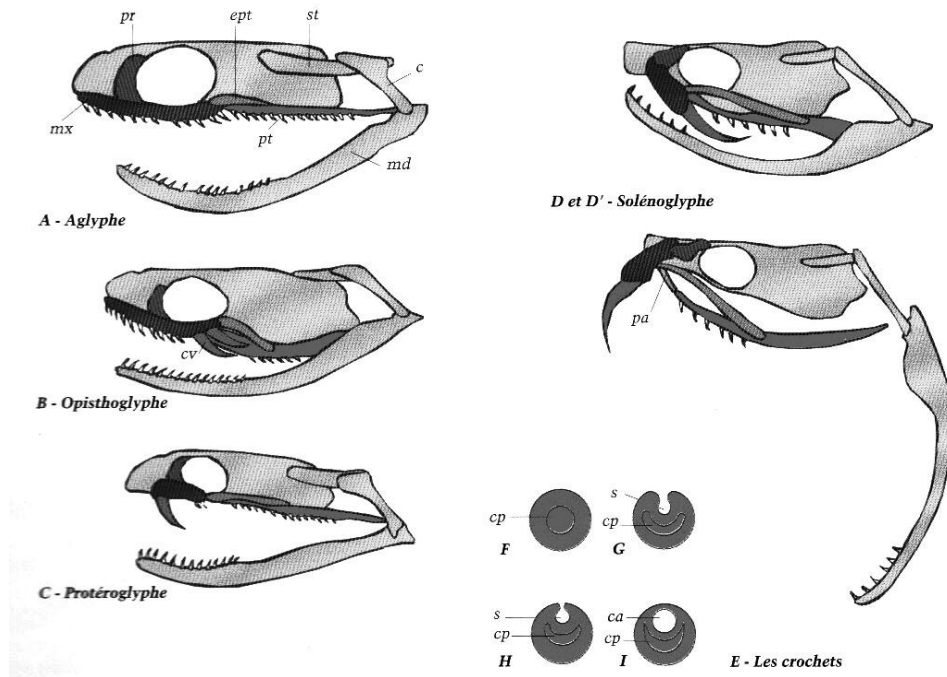 pr
ept
st
c
mx
pt
md
A - Aglyphe
D et D' - Solénoglyphe
cv
pa
B - Opisthoglyphe
s
cp
cp
F
G
C - Protéroglyphe
s
ca
cp
cp
H
I
E - Les crochets